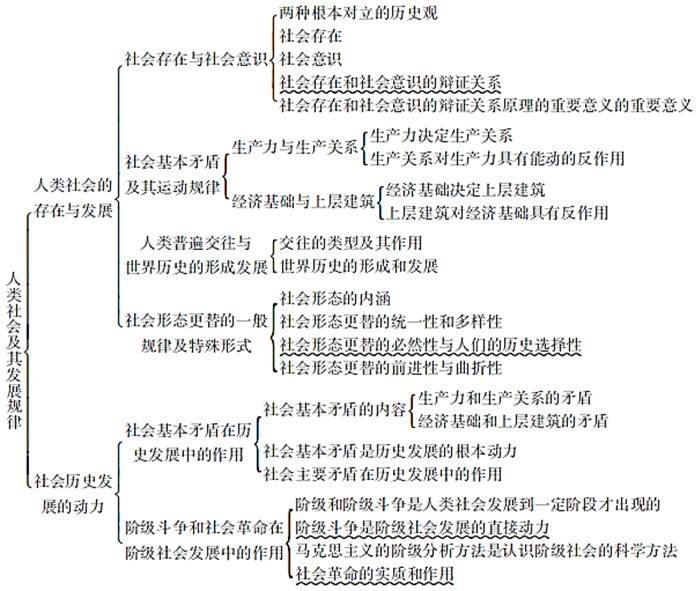 人类社会及其发展规律
人类社会的
存在与发展
社会存在与社会意识
两种根本对立的历史观
社会存在
社会意识
社会存在和社会意识的辩证关系
社会存在和社会意识的辩证关系原理的重要意义的重要意义
社会基本矛盾
及其运动规律
生产力与生产关系
生产力决定生产关系
生产关系对生产力具有能动的反作用
经济基础与上层建筑
经济基础决定上层建筑
上层建筑对经济基础具有反作用
人类普遍交往与
世界历史的形成发展
交往的类型及其作用
世界历史的形成和发展
社会形态更替的一般
规律及特殊形式
社会形态的内涵
社会形态更替的统一性和多样性
社会形态更替的必然性与人们的历史选择性
社会形态更替的前进性与曲折性
社会历史发
展的动力
社会基本矛盾在历
史发展中的作用
社会基本矛盾的内容
生产力和生产关系的矛盾
经济基础和上层建筑的矛盾
社会基本矛盾是历史发展的根本动力
社会主要矛盾在历史发展中的作用
阶级斗争和社会革命在
阶级社会发展中的作用
阶级和阶级斗争是人类社会发展到一定阶段才出现的
阶级斗争是阶级社会发展的直接动力
马克思主义的阶级分析方法是认识阶级社会的科学方法
社会革命的实质和作用